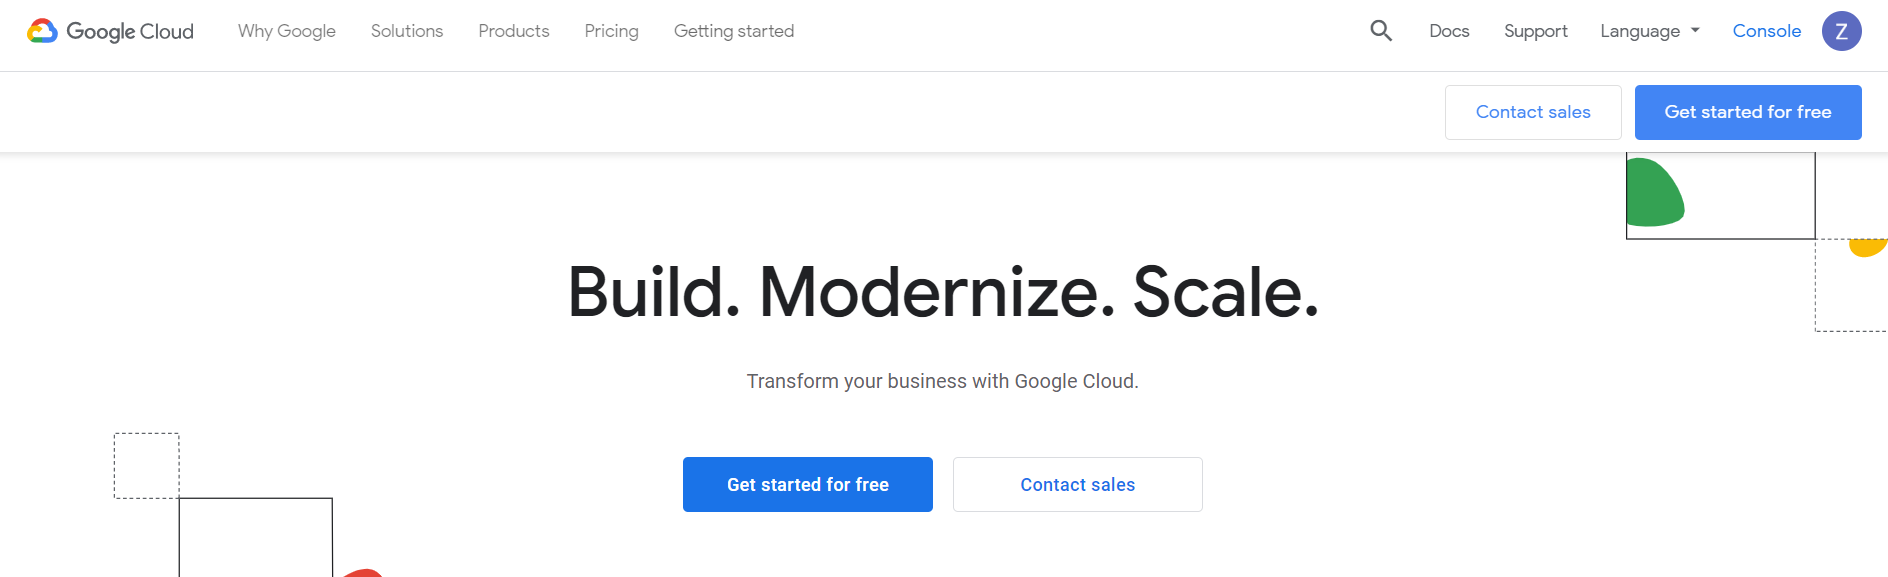 Google Cloud Why Google Solutions Products Pricing Getting started Docs Support Language Console Z
Contact sales Get started for free
Build. Modernize. Scale.
Transform your business with Google Cloud.
Get started for free Contact sales